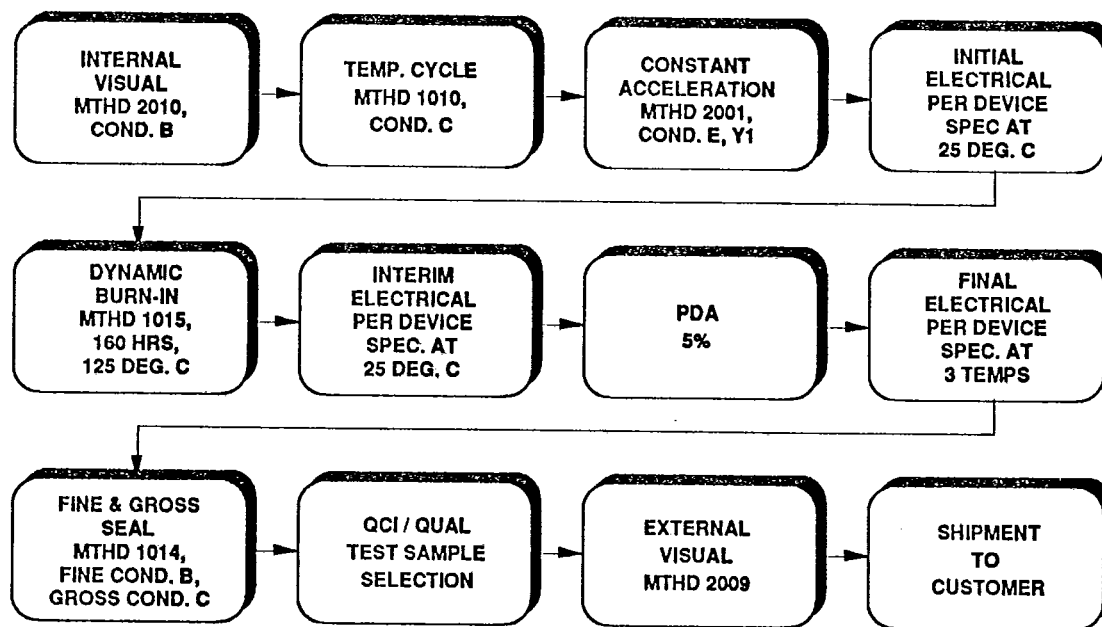 INTERNAL
VISUAL
MTHD 2010,
COND. B
TEMP. CYCLE
MTHD 1010,
COND. C
CONSTANT
ACCELERATION
MTHD 2001,
COND. E, Y1
INITIAL
ELECTRICAL
PER DEVICE
SPEC AT
25 DEG. C
DYNAMIC
BURN-IN
MTHD 1015,
160 HRS,
125 DEG. C
INTERIM
ELECTRICAL
PER DEVICE
SPEC. AT
25 DEG. C
PDA
5%
FINAL
ELECTRICAL
PER DEVICE
SPEC. AT
3 TEMPS
FINE & GROSS
SEAL
MTHD 1014,
FINE COND. B,
GROSS COND. C
QCI / QUAL
TEST SAMPLE
SELECTION
EXTERNAL
VISUAL
MTHD 2009
SHIPMENT
TO
CUSTOMER